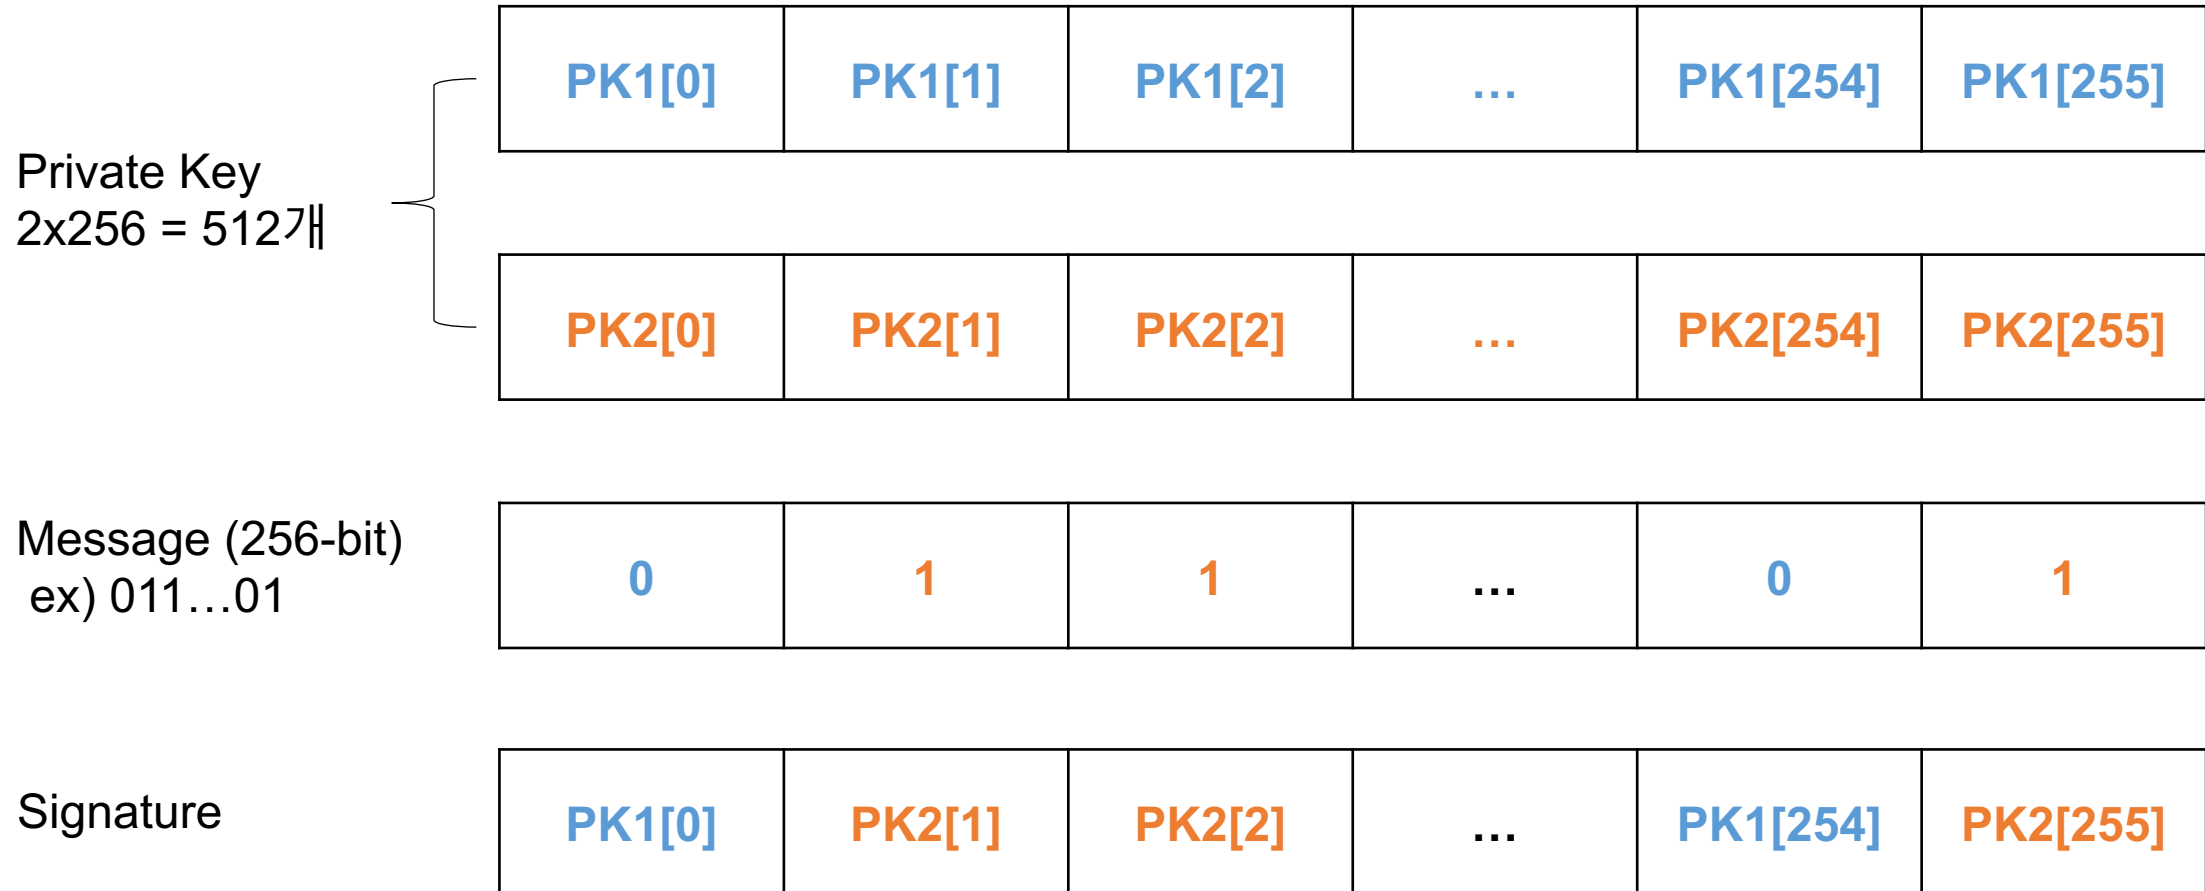 PK1[0] PK1[1] PK1[2] … PK1[254] PK1[255]
Private Key
2x256 = 512개
PK2[0] PK2[1] PK2[2] … PK2[254] PK2[255]
Message (256-bit)
ex) 011…01
0 1 1 … 0 1
Signature
PK1[0] PK2[1] PK2[2] … PK1[254] PK2[255]